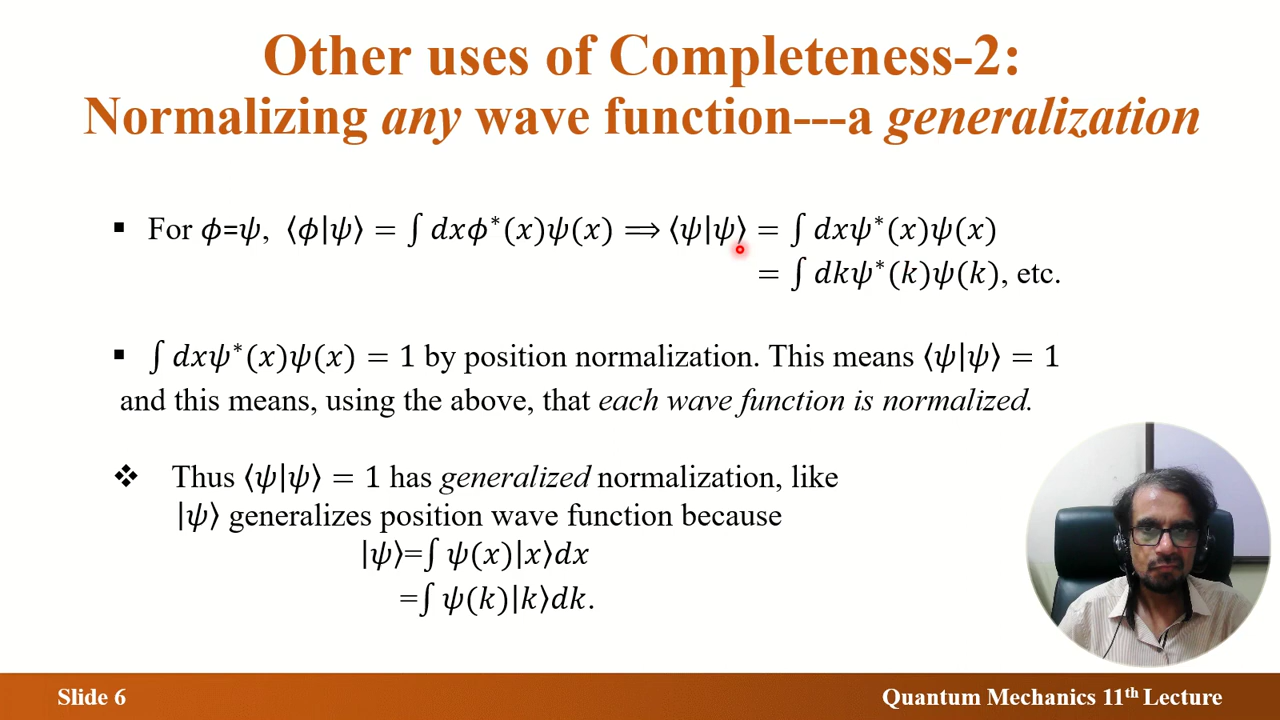 Other uses of Completeness-2:
Normalizing any wave function---a generalization
▪ For ϕ=ψ, ⟨ϕ|ψ⟩ = ∫ dxϕ*(x)ψ(x) ⟹ ⟨ψ|ψ⟩ = ∫ dxψ*(x)ψ(x)
= ∫ dkψ*(k)ψ(k), etc.
▪ ∫ dxψ*(x)ψ(x) = 1 by position normalization. This means ⟨ψ|ψ⟩ = 1
and this means, using the above, that each wave function is normalized.
❖ Thus ⟨ψ|ψ⟩ = 1 has generalized normalization, like
|ψ⟩ generalizes position wave function because
|ψ⟩=∫ ψ(x)|x⟩dx
=∫ ψ(k)|k⟩dk.
Slide 6
Quantum Mechanics 11th Lecture